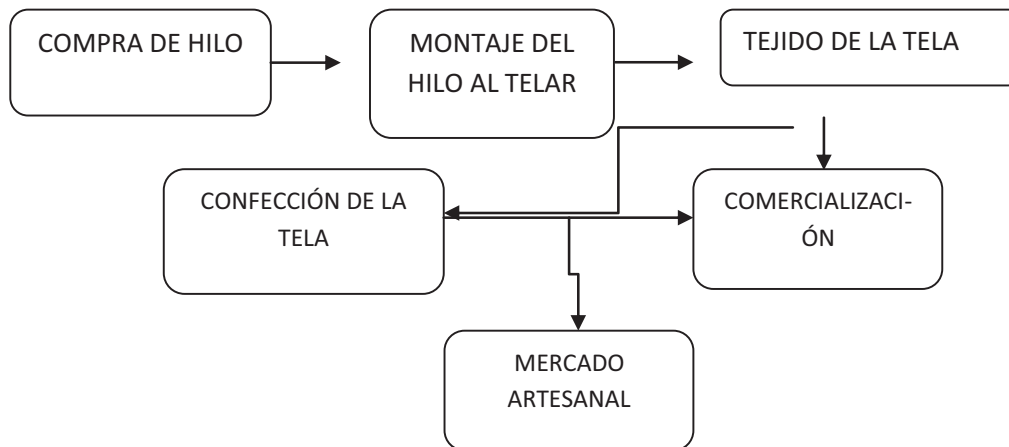 COMPRA DE HILO
MONTAJE DEL
HILO AL TELAR
TEJIDO DE LA TELA
CONFECCIÓN DE LA
TELA
COMERCIALIZACI-
ÓN
MERCADO
ARTESANAL